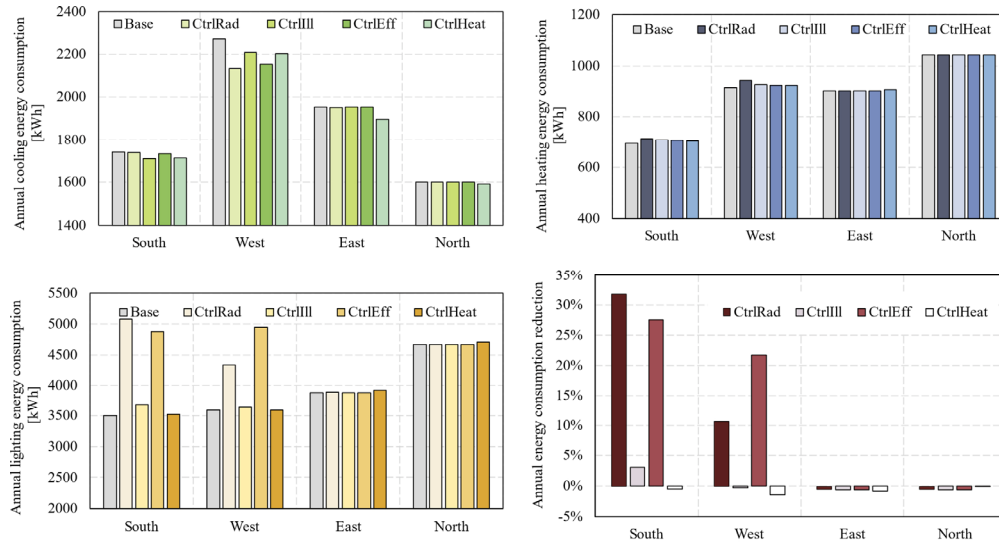 Annual cooling energy consumption
[kWh]
2400
2200
2000
1800
1600
1400
Base
CtrlRad
CtrlIll
CtrlEff
CtrlHeat
South
West
East
North
Annual heating energy consumption
[kWh]
1200
1000
800
600
400
Base
CtrlRad
CtrlIll
CtrlEff
CtrlHeat
South
West
East
North
Annual lighting energy consumption
[kWh]
5500
5000
4500
4000
3500
3000
2500
2000
Base
CtrlRad
CtrlIll
CtrlEff
CtrlHeat
South
West
East
North
Annual energy consumption reduction
35%
30%
25%
20%
15%
10%
5%
0%
-5%
CtrlRad
CtrlIll
CtrlEff
CtrlHeat
South
West
East
North